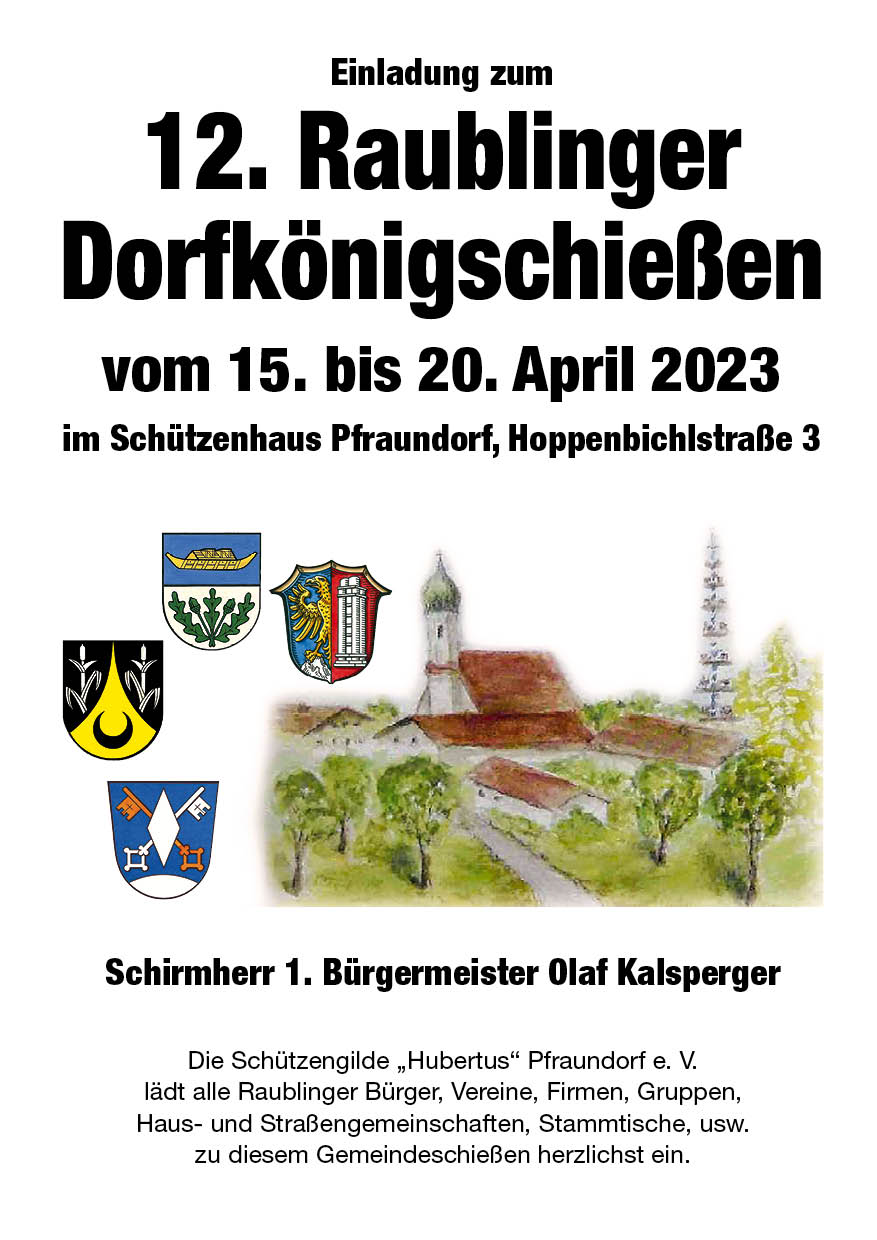 Einladung zum
12. Raublinger
Dorfkönigschießen
vom 15. bis 20. April 2023
im Schützenhaus Pfraundorf, Hoppenbichlstraße 3
Schirmherr 1. Bürgermeister Olaf Kalsperger
Die Schützengilde „Hubertus“ Pfraundorf e. V.
lädt alle Raublinger Bürger, Vereine, Firmen, Gruppen,
Haus- und Straßengemeinschaften, Stammtische, usw.
zu diesem Gemeindeschießen herzlichst ein.